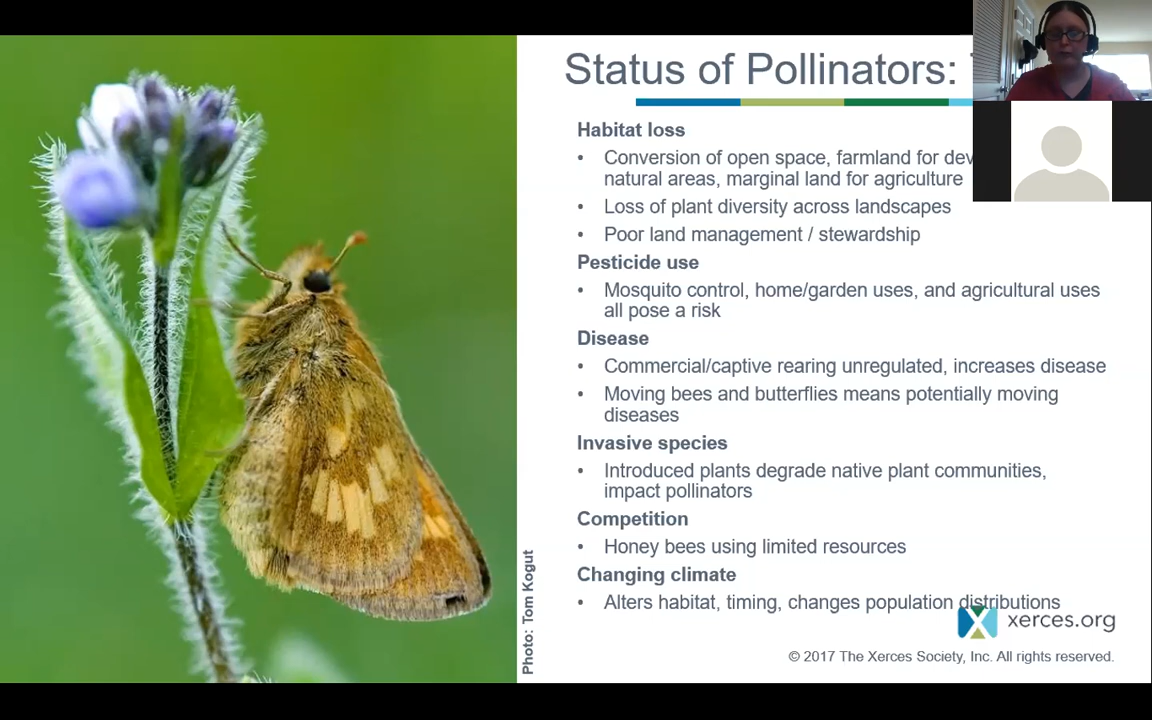 Status of Pollinators:
Habitat loss
• Conversion of open space, farmland for dev
natural areas, marginal land for agriculture
• Loss of plant diversity across landscapes
• Poor land management / stewardship
Pesticide use
• Mosquito control, home/garden uses, and agricultural uses
all pose a risk
Disease
• Commercial/captive rearing unregulated, increases disease
• Moving bees and butterflies means potentially moving
diseases
Invasive species
• Introduced plants degrade native plant communities,
impact pollinators
Competition
• Honey bees using limited resources
Changing climate
• Alters habitat, timing, changes population distributions
xerces.org
© 2017 The Xerces Society, Inc. All rights reserved.
Photo: Tom Kogut